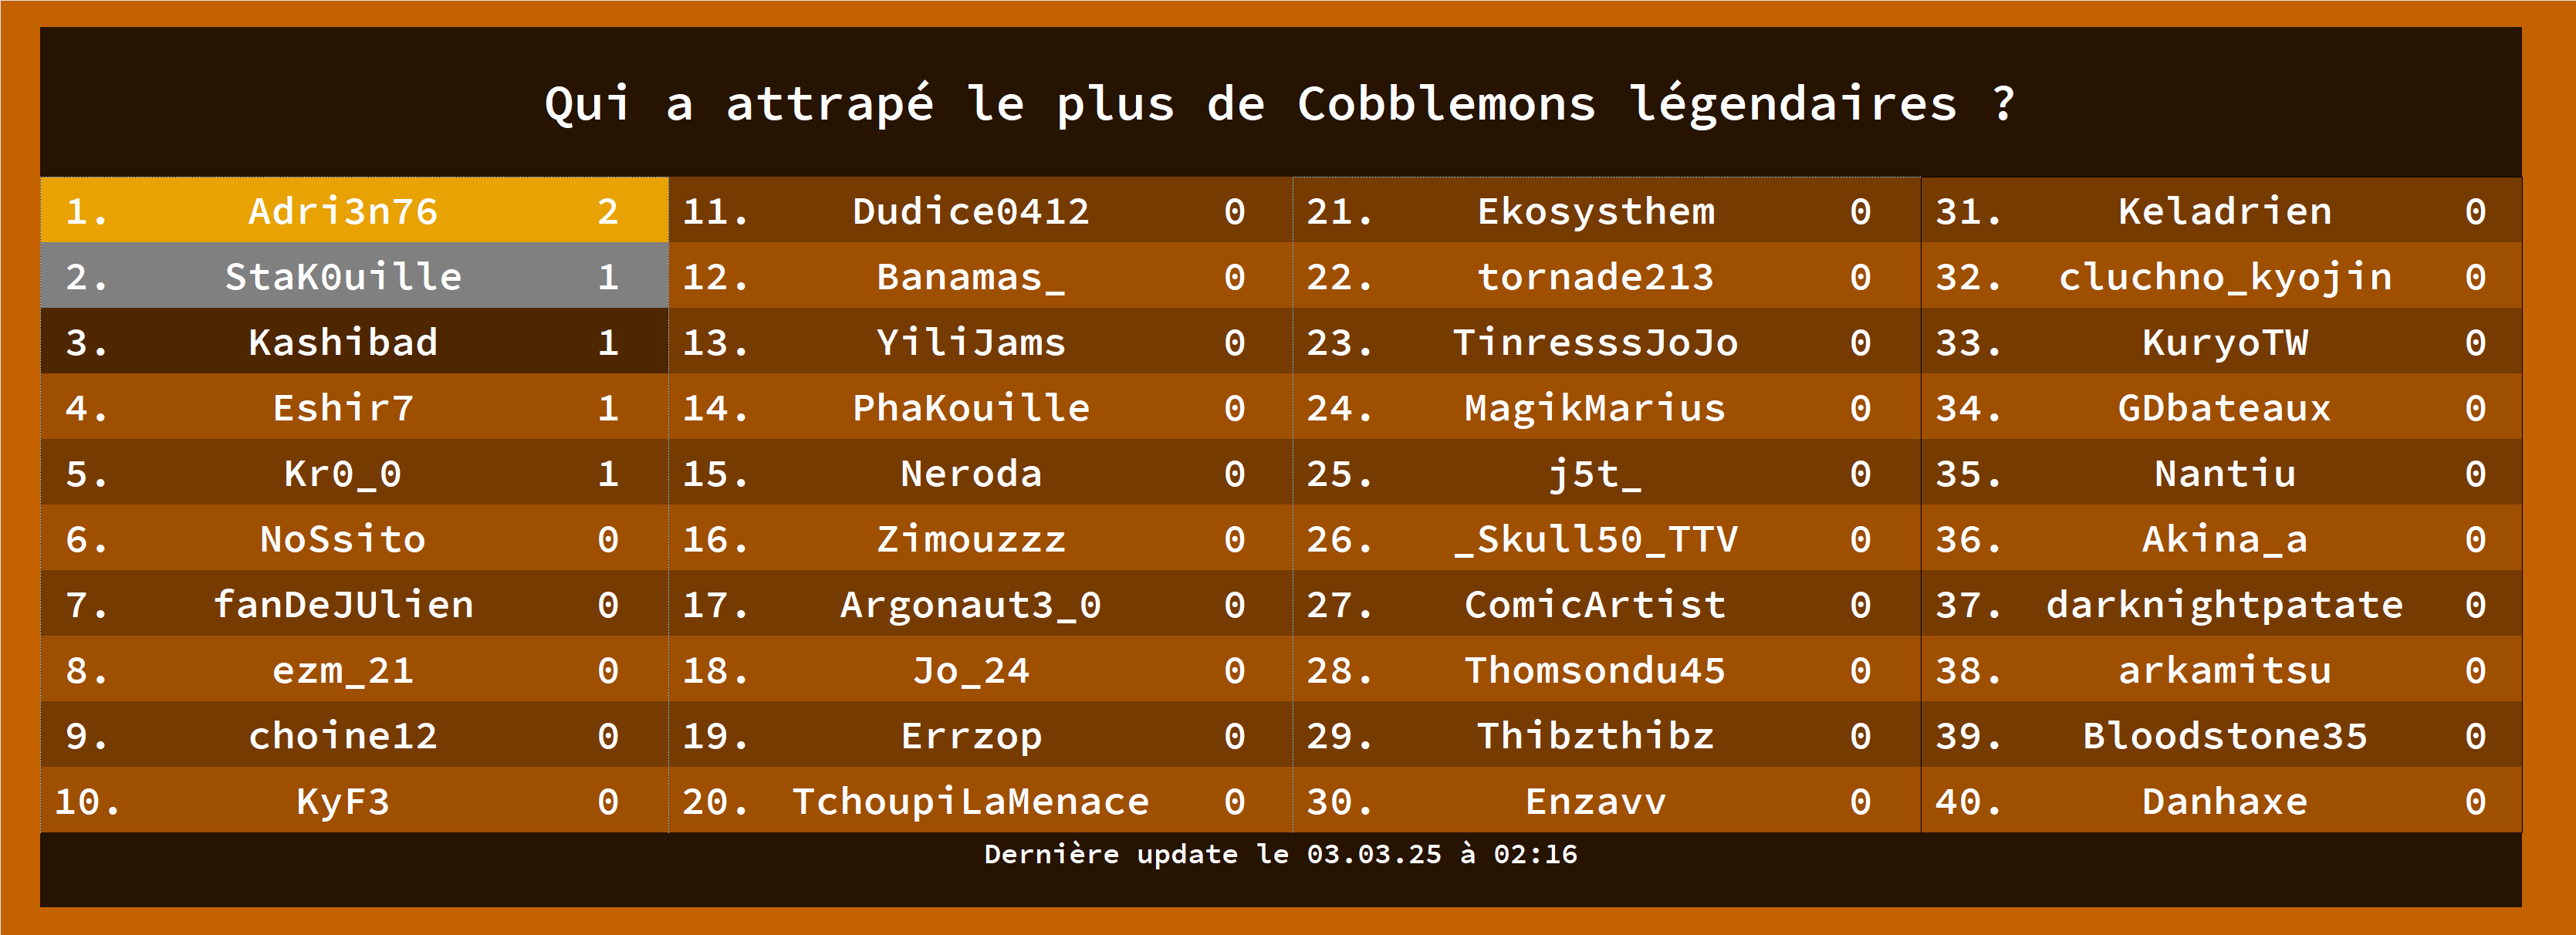 Qui a attrapé le plus de Cobblemons légendaires ?
1. Adri3n76 2
2. StaK0uille 1
3. Kashibad 1
4. Eshir7 1
5. Kr0_0 1
6. NoSsito 0
7. fanDeJUlien 0
8. ezm_21 0
9. choine12 0
10. KyF3 0
11. Dudice0412 0
12. Banamas_ 0
13. YiliJams 0
14. PhaKouille 0
15. Neroda 0
16. Zimouzzz 0
17. Argonaut3_0 0
18. Jo_24 0
19. Errzop 0
20. TchoupiLaMenace 0
21. Ekosysthem 0
22. tornade213 0
23. TinresssJoJo 0
24. MagikMarius 0
25. j5t_ 0
26. _Skull50_TTV 0
27. ComicArtist 0
28. Thomsondu45 0
29. Thibzthibz 0
30. Enzavv 0
31. Keladrien 0
32. cluchno_kyojin 0
33. KuryoTW 0
34. GDbateaux 0
35. Nantiu 0
36. Akina_a 0
37. darknightpatate 0
38. arkamitsu 0
39. Bloodstone35 0
40. Danhaxe 0
Dernière update le 03.03.25 à 02:16